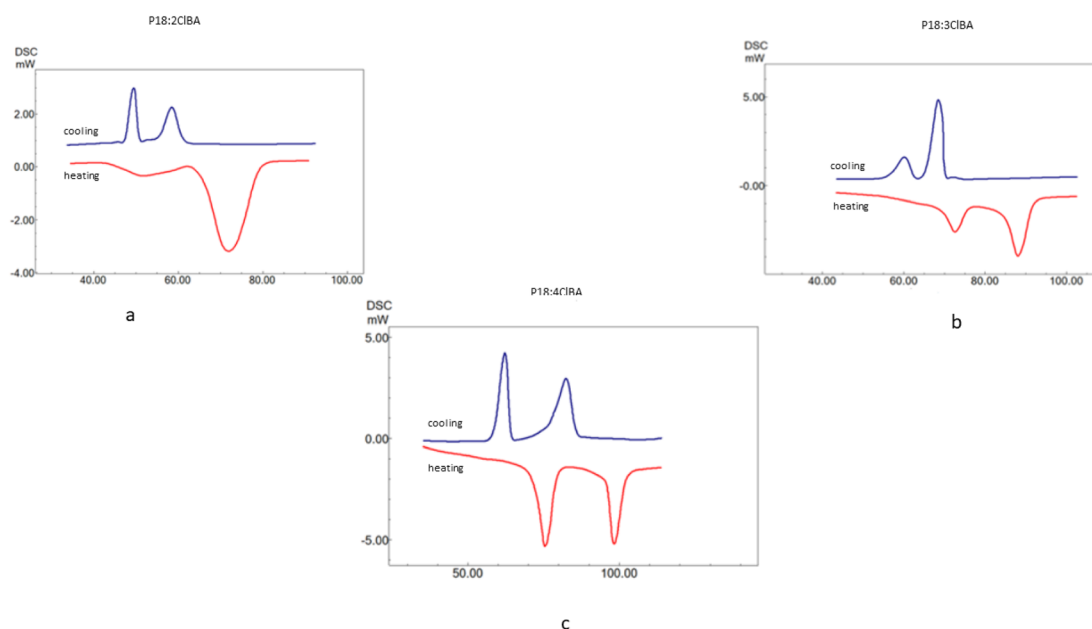 P18:2ClBA
DSC
mW
2.00
cooling
0.00
heating
-2.00
-4.00
40.00 60.00 80.00 100.00
a
P18:3ClBA
DSC
mW
5.00
cooling
-0.00
heating
40.00 60.00 80.00 100.00
b
P18:4ClBA
DSC
mW
5.00
cooling
0.00
heating
-5.00
50.00 100.00
c